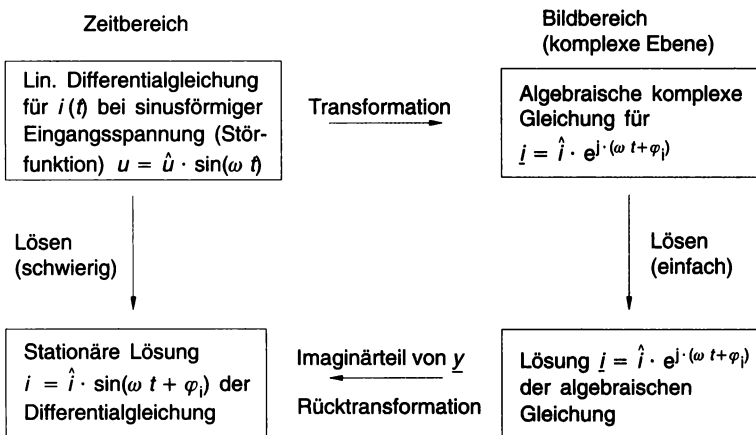 Zeitbereich
Bildbereich
(komplexe Ebene)
Lin. Differentialgleichung
für i(t) bei sinusförmiger
Eingangsspannung (Stör-
funktion) u = û · sin(ω t)
Transformation
Algebraische komplexe
Gleichung für
i̲ = î · e^{j·(ω t+φ_i)}
Lösen
(schwierig)
Lösen
(einfach)
Stationäre Lösung
i = î · sin(ω t + φ_i) der
Differentialgleichung
Imaginärteil von y̲
Rücktransformation
Lösung i̲ = î · e^{j·(ω t+φ_i)}
der algebraischen
Gleichung